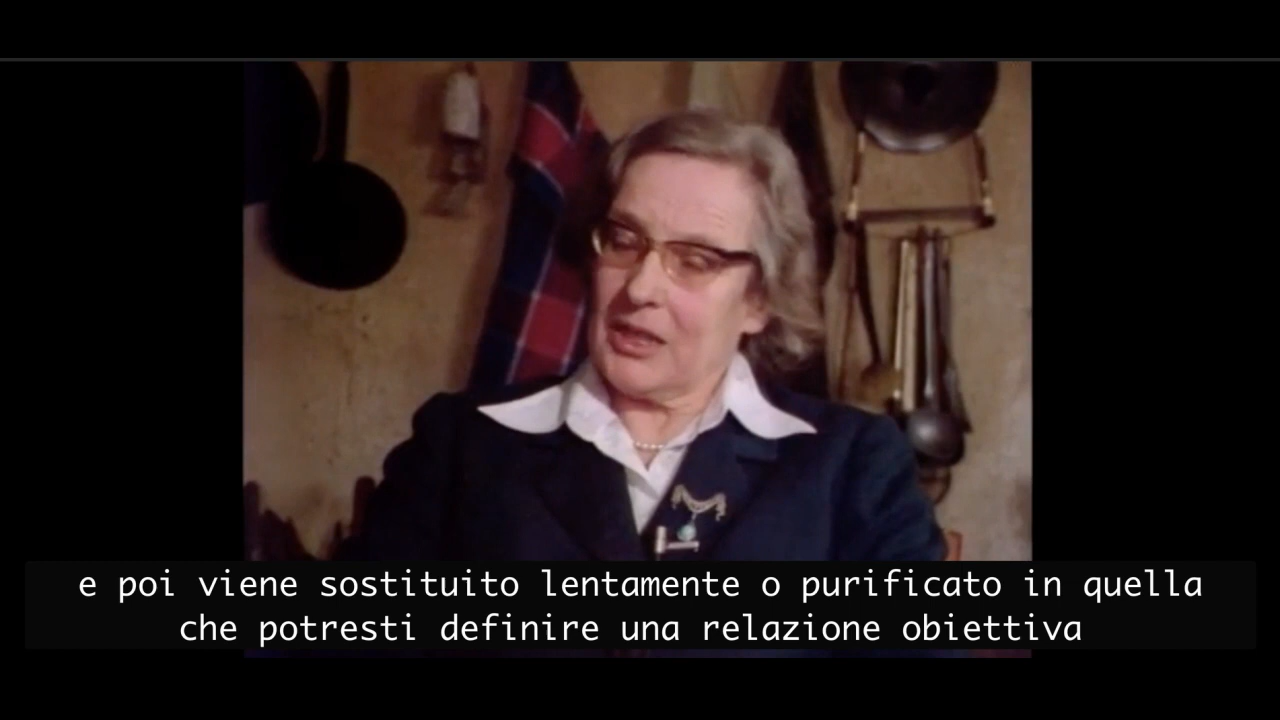 e poi viene sostituito lentamente o purificato in quella
che potresti definire una relazione obiettiva